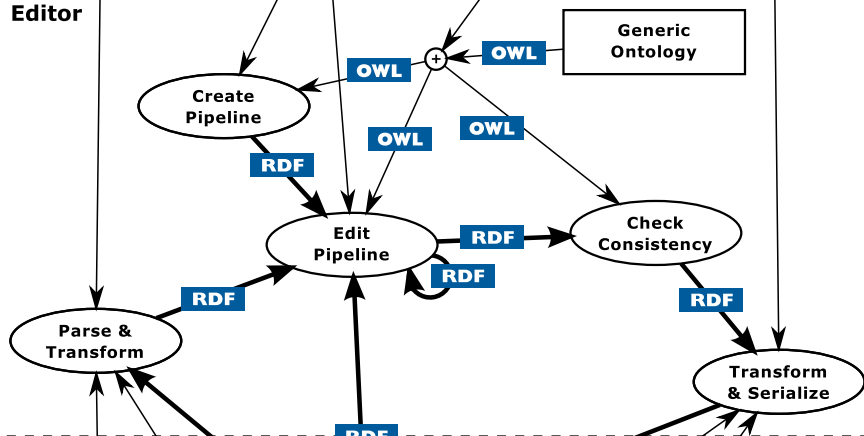 Editor
Generic
Ontology
OWL
OWL
Create
Pipeline
OWL
OWL
RDF
Edit
Pipeline
RDF
Check
Consistency
RDF
RDF
RDF
Parse &
Transform
Transform
& Serialize
RDF